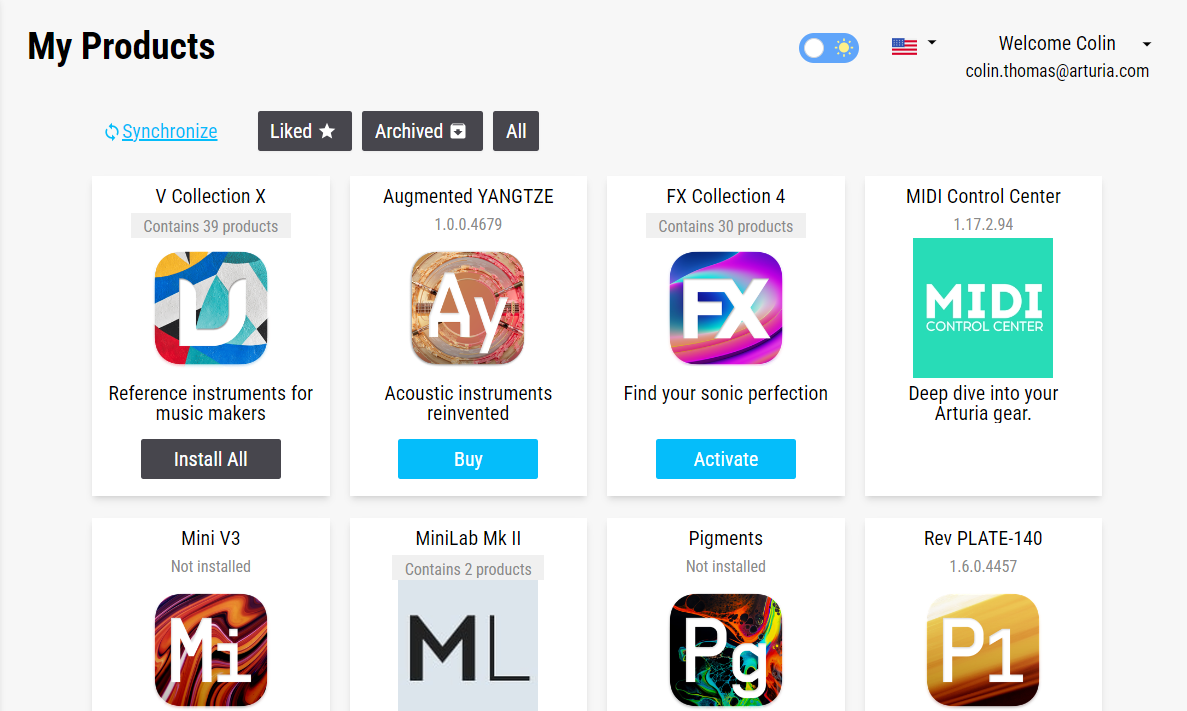 My Products
Welcome Colin
colin.thomas@arturia.com
Synchronize
Liked
Archived
All
V Collection X
Contains 39 products
V
Reference instruments for
music makers
Install All
Augmented YANGTZE
1.0.0.4679
Ay
Acoustic instruments
reinvented
Buy
FX Collection 4
Contains 30 products
FX
Find your sonic perfection
Activate
MIDI Control Center
1.17.2.94
MIDI
CONTROL CENTER
Deep dive into your
Arturia gear.
Mini V3
Not installed
Mi
MiniLab Mk II
Contains 2 products
ML
Pigments
Not installed
Pg
Rev PLATE-140
1.6.0.4457
P1